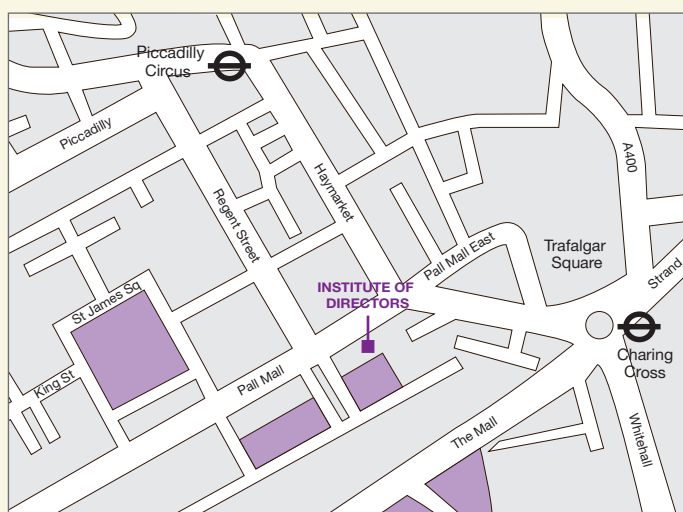 Piccadilly
Circus
Piccadilly
A400
Haymarket
Regent Street
Pall Mall East
Trafalgar
Square
Strand
INSTITUTE OF
DIRECTORS
St James Sq
Charing
Cross
King St
Pall Mall
The Mall
Whitehall